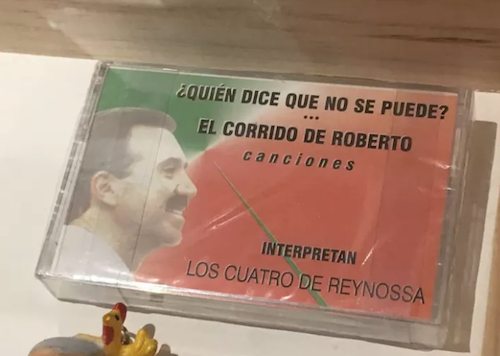 ¿QUIÉN DICE QUE NO SE PUEDE?
...
EL CORRIDO DE ROBERTO
canciones
INTERPRETAN
LOS CUATRO DE REYNOSSA